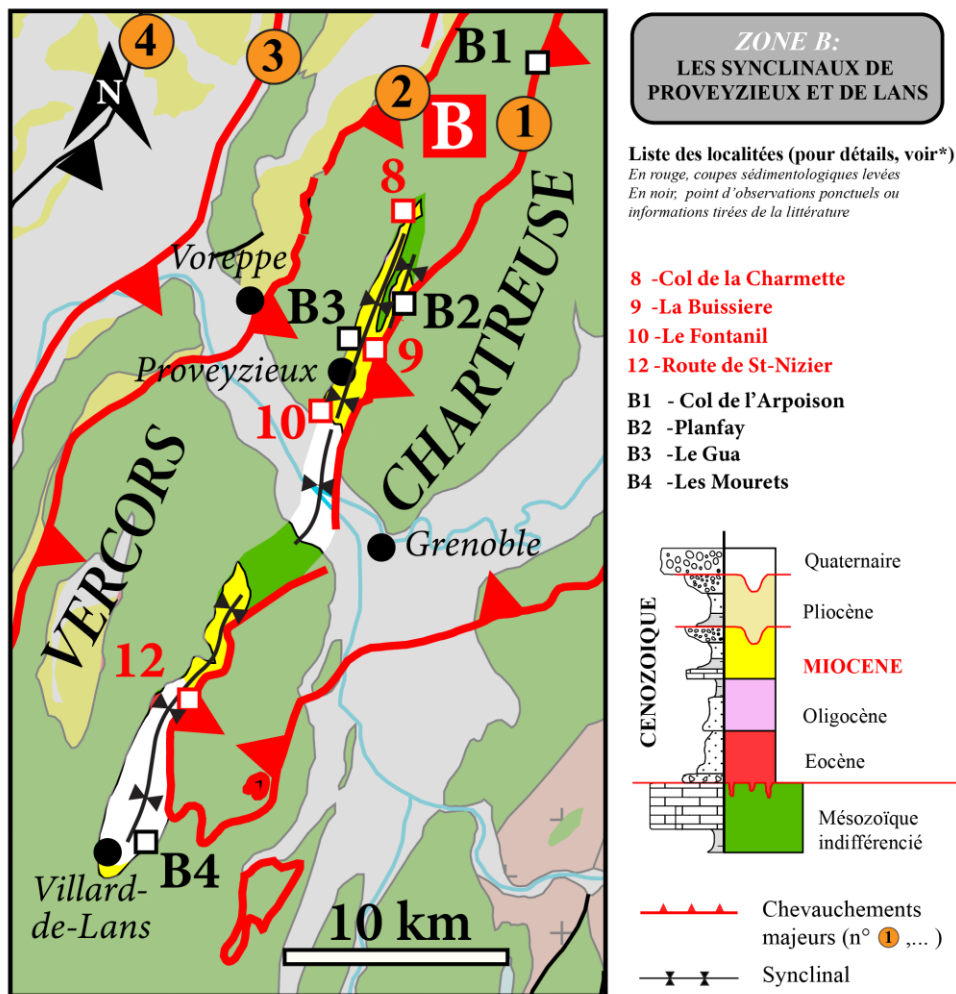 4
3
N
2
B
B1
1
8
Voreppe
B3
B2
Proveyzieux
9
10
CHARTREUSE
VERCORS
Grenoble
12
B4
Villard-
de-Lans
10 km
ZONE B:
LES SYNCLINAUX DE
PROVEYZIEUX ET DE LANS
Liste des localitées (pour détails, voir*)
En rouge, coupes sédimentologiques levées
En noir, point d'observations ponctuels ou
informations tirées de la littérature
8 -Col de la Charmette
9 -La Buissiere
10 -Le Fontanil
12 -Route de St-Nizier
B1 - Col de l'Arpoison
B2 -Planfay
B3 -Le Gua
B4 -Les Mourets
CENOZOIQUE
Quaternaire
Pliocène
MIOCENE
Oligocène
Eocène
Mésozoïque
indifférencié
Chevauchements
majeurs (n° 1 ,... )
Synclinal